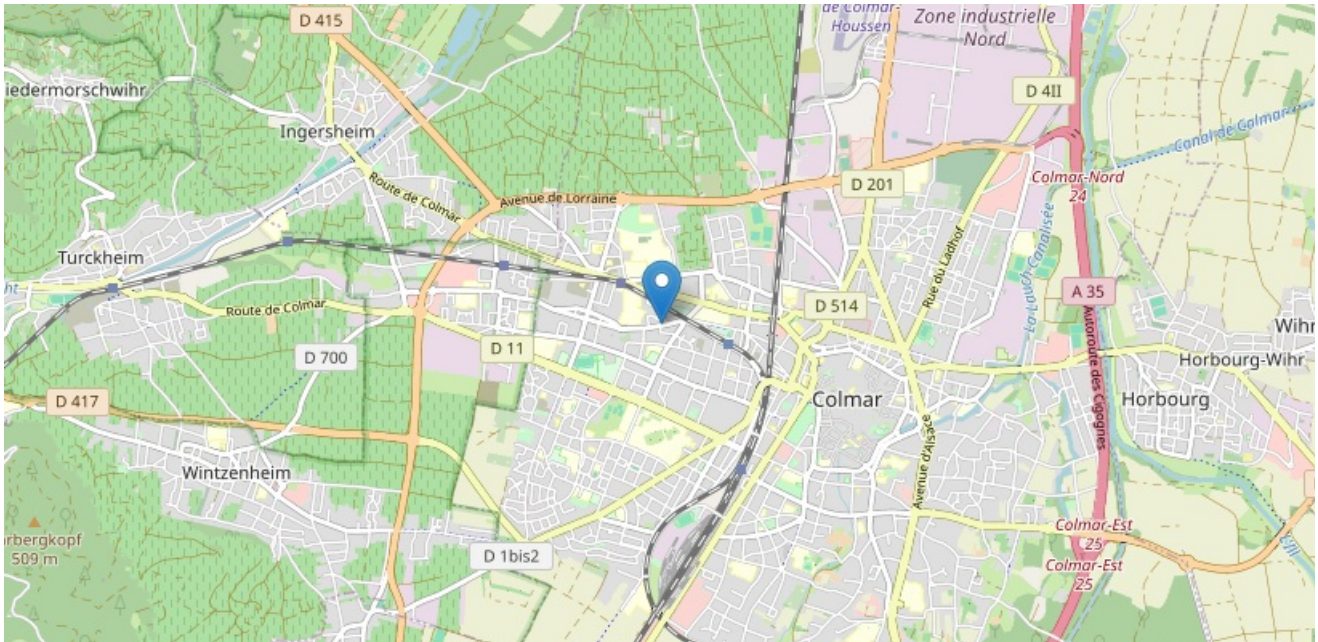 D 415
de Colmar-
Houssen
Zone industrielle
Nord
iedermorschwihr
D 4II
Ingersheim
Canal de Colmar
Route de Colmar
Colmar-Nord
24
D 201
Avenue de Lorraine
La Lauch Canalisée
Rue du Ladhof
Turckheim
ht
A 35
Route de Colmar
D 514
Autoroute des Cigognes
Wihr
D 11
D 700
Horbourg-Wihr
D 417
Colmar
Horbourg
Avenue d'Alsace
Wintzenheim
rbergkopf
509 m
D 1bis2
Colmar-Est
25
L'Ill
Colmar-Est
25